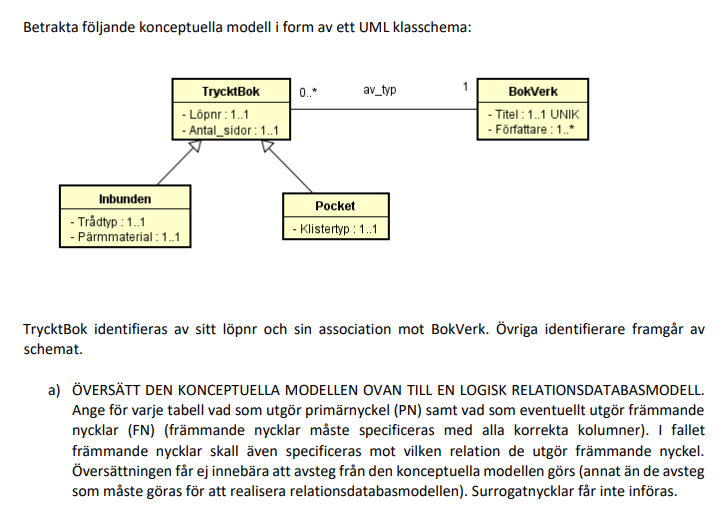 Betrakta följande konceptuella modell i form av ett UML klasschema:
TrycktBok
- Löpnr : 1..1
- Antal_sidor : 1..1
0..*
av_typ
1
BokVerk
- Titel : 1..1 UNIK
- Författare : 1..*
Inbunden
- Trådtyp : 1..1
- Pärmmaterial : 1..1
Pocket
- Klistertyp : 1..1
TrycktBok identifieras av sitt löpnr och sin association mot BokVerk. Övriga identifierare framgår av
schemat.
a) ÖVERSÄTT DEN KONCEPTUELLA MODELLEN OVAN TILL EN LOGISK RELATIONSDATABASMODELL.
Ange för varje tabell vad som utgör primärnyckel (PN) samt vad som eventuellt utgör främmande
nycklar (FN) (främmande nycklar måste specificeras med alla korrekta kolumner). I fallet
främmande nycklar skall även specificeras mot vilken relation de utgör främmande nyckel.
Översättningen får ej innebära att avsteg från den konceptuella modellen görs (annat än de avsteg
som måste göras för att realisera relationsdatabasmodellen). Surrogatnycklar får inte införas.